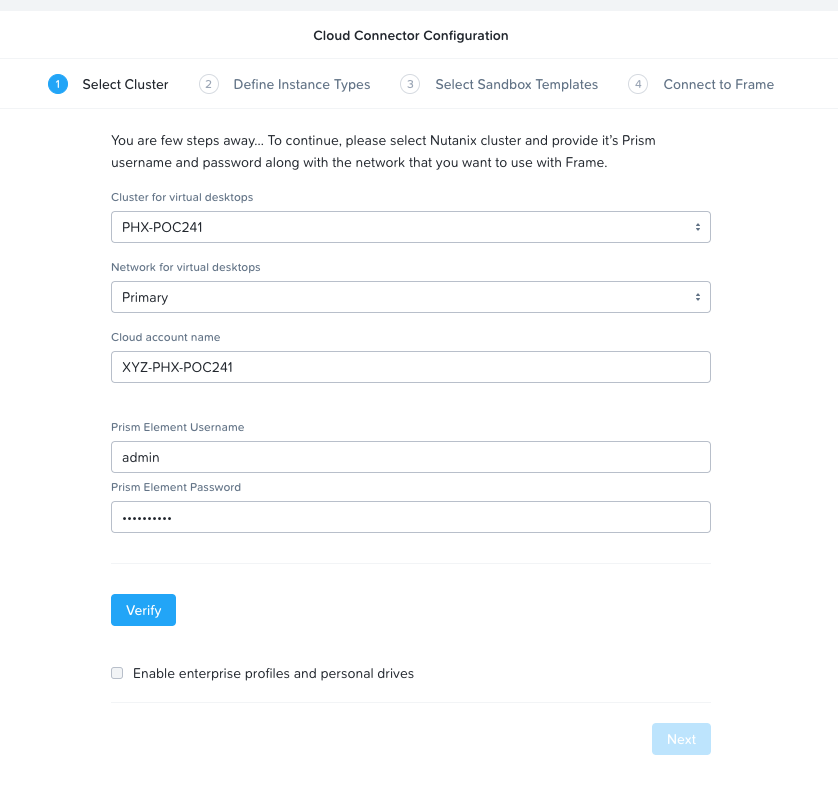 Cloud Connector Configuration
1 Select Cluster 2 Define Instance Types 3 Select Sandbox Templates 4 Connect to Frame
You are few steps away... To continue, please select Nutanix cluster and provide it's Prism
username and password along with the network that you want to use with Frame.
Cluster for virtual desktops
PHX-POC241
Network for virtual desktops
Primary
Cloud account name
XYZ-PHX-POC241
Prism Element Username
admin
Prism Element Password
••••••••••
Verify
Enable enterprise profiles and personal drives
Next